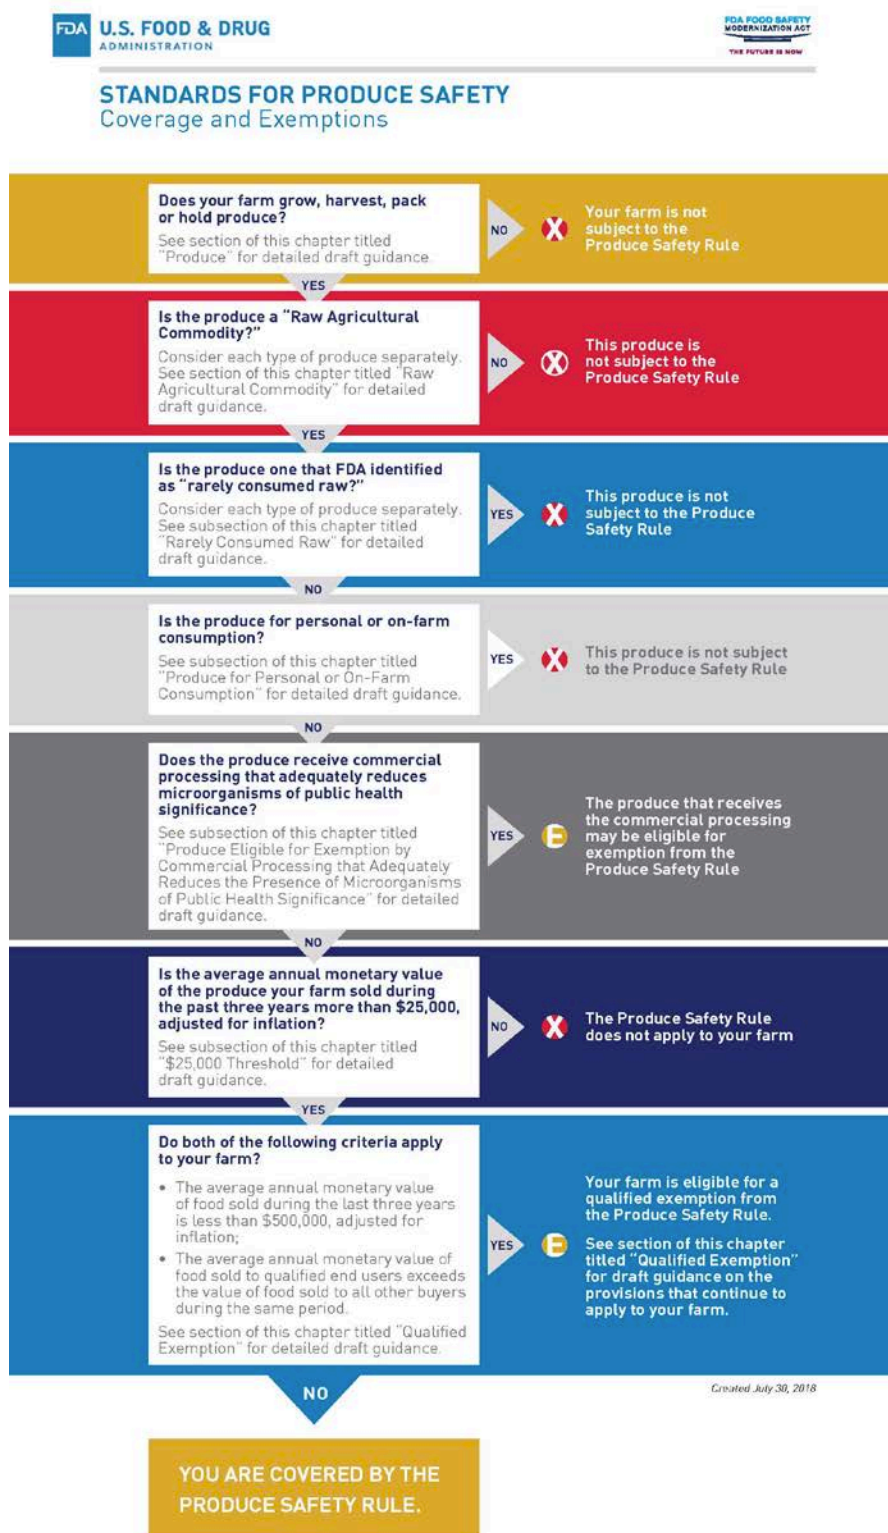 FDA U.S. FOOD & DRUG
ADMINISTRATION
FDA FOOD SAFETY
MODERNIZATION ACT
THE FUTURE IS NOW
STANDARDS FOR PRODUCE SAFETY
Coverage and Exemptions
Does your farm grow, harvest, pack
or hold produce?
See section of this chapter titled
"Produce" for detailed draft guidance.
NO
X
Your farm is not
subject to the
Produce Safety Rule
YES
Is the produce a "Raw Agricultural
Commodity?"
Consider each type of produce separately.
See section of this chapter titled "Raw
Agricultural Commodity" for detailed
draft guidance.
NO
X
This produce is
not subject to the
Produce Safety Rule
YES
Is the produce one that FDA identified
as "rarely consumed raw?"
Consider each type of produce separately.
See subsection of this chapter titled
"Rarely Consumed Raw" for detailed
draft guidance.
YES
X
This produce is not
subject to the Produce
Safety Rule
NO
Is the produce for personal or on-farm
consumption?
See subsection of this chapter titled
"Produce for Personal or On-Farm
Consumption" for detailed draft guidance.
YES
X
This produce is not subject
to the Produce Safety Rule
NO
Does the produce receive commercial
processing that adequately reduces
microorganisms of public health
significance?
See subsection of this chapter titled
"Produce Eligible for Exemption by
Commercial Processing that Adequately
Reduces the Presence of Microorganisms
of Public Health Significance" for detailed
draft guidance.
YES
E
The produce that receives
the commercial processing
may be eligible for
exemption from the
Produce Safety Rule
NO
Is the average annual monetary value
of the produce your farm sold during
the past three years more than $25,000,
adjusted for inflation?
See subsection of this chapter titled
"$25,000 Threshold" for detailed
draft guidance.
NO
X
The Produce Safety Rule
does not apply to your farm
YES
Do both of the following criteria apply
to your farm?
• The average annual monetary value
of food sold during the last three years
is less than $500,000, adjusted for
inflation;
• The average annual monetary value of
food sold to qualified end users exceeds
the value of food sold to all other buyers
during the same period.
See section of this chapter titled "Qualified
Exemption" for detailed draft guidance.
YES
E
Your farm is eligible for a
qualified exemption from
the Produce Safety Rule.
See section of this chapter
titled "Qualified Exemption"
for draft guidance on the
provisions that continue to
apply to your farm.
NO
Created July 30, 2018
YOU ARE COVERED BY THE
PRODUCE SAFETY RULE.